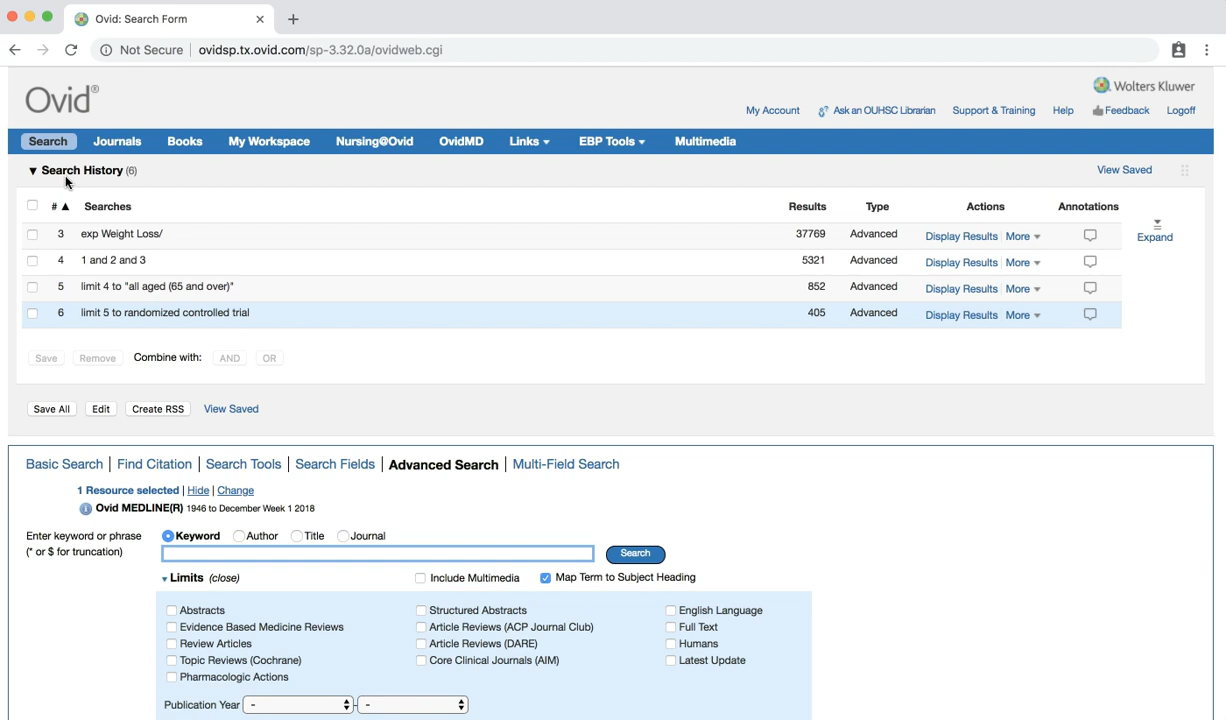 Ovid: Search Form
Not Secure ovidsp.tx.ovid.com/sp-3.32.0a/ovidweb.cgi
Ovid®
Wolters Kluwer
My Account Ask an OUHSC Librarian Support & Training Help Feedback Logoff
Search Journals Books My Workspace Nursing@Ovid OvidMD Links EBP Tools Multimedia
Search History (6) View Saved
# ▲ Searches Results Type Actions Annotations
3 exp Weight Loss/ 37769 Advanced Display Results More
Expand
4 1 and 2 and 3 5321 Advanced Display Results More
5 limit 4 to "all aged (65 and over)" 852 Advanced Display Results More
6 limit 5 to randomized controlled trial 405 Advanced Display Results More
Save Remove Combine with: AND OR
Save All Edit Create RSS View Saved
Basic Search | Find Citation | Search Tools | Search Fields | Advanced Search | Multi-Field Search
1 Resource selected | Hide | Change
Ovid MEDLINE(R) 1946 to December Week 1 2018
Enter keyword or phrase Keyword Author Title Journal
(* or $ for truncation) Search
Limits (close) Include Multimedia Map Term to Subject Heading
Abstracts Structured Abstracts English Language
Evidence Based Medicine Reviews Article Reviews (ACP Journal Club) Full Text
Review Articles Article Reviews (DARE) Humans
Topic Reviews (Cochrane) Core Clinical Journals (AIM) Latest Update
Pharmacologic Actions
Publication Year - - -